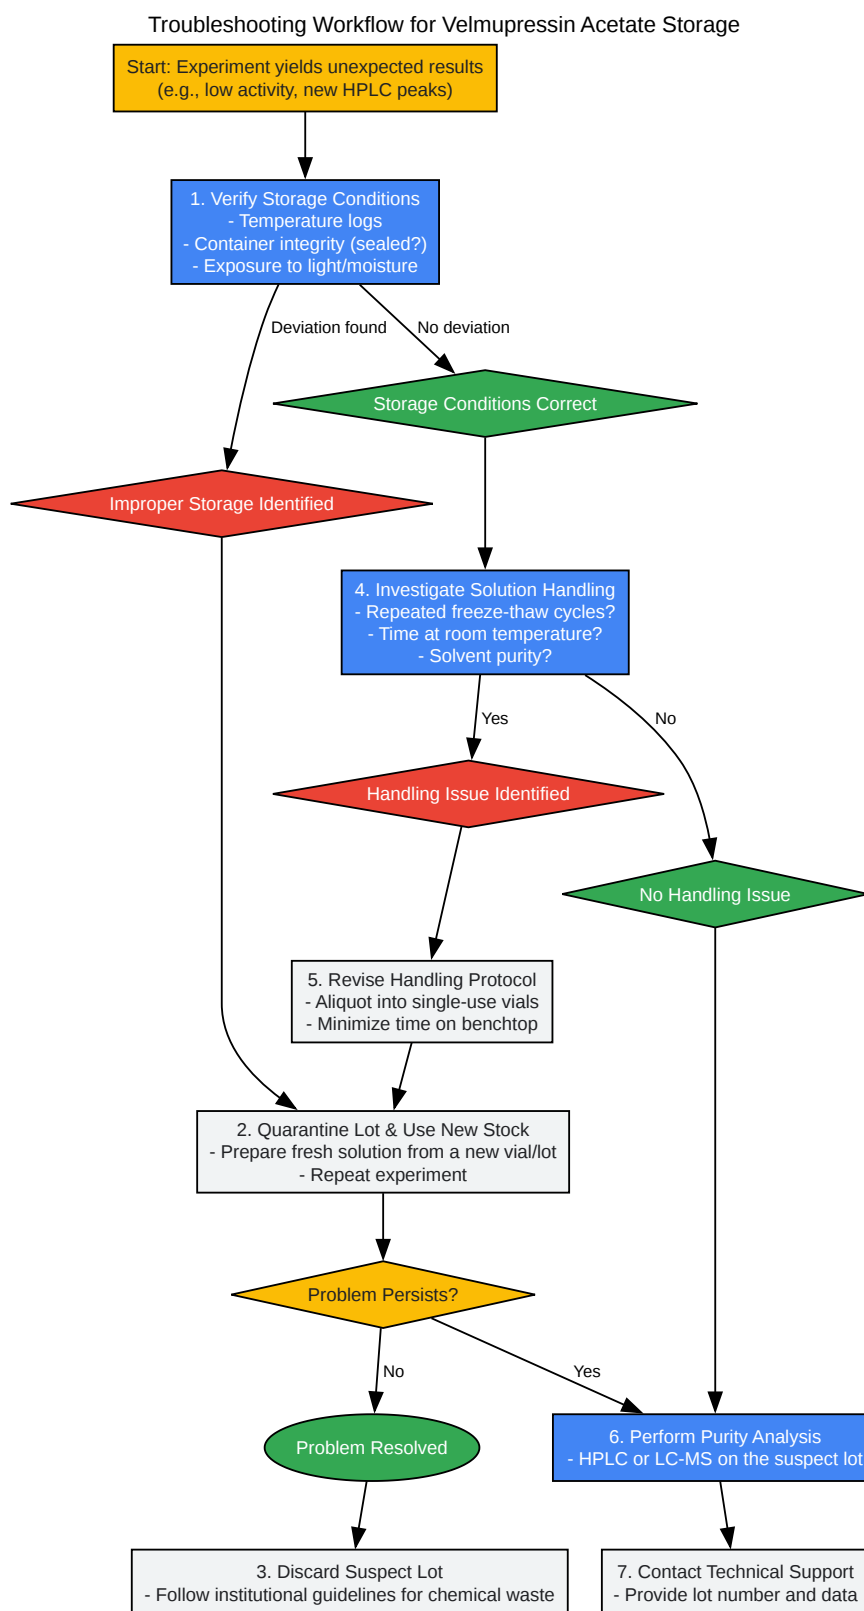 Troubleshooting Workflow for Velmupressin Acetate Storage
Start: Experiment yields unexpected results
(e.g., low activity, new HPLC peaks)
1. Verify Storage Conditions
- Temperature logs
- Container integrity (sealed?)
- Exposure to light/moisture
Deviation found
No deviation
Storage Conditions Correct
Improper Storage Identified
4. Investigate Solution Handling
- Repeated freeze-thaw cycles?
- Time at room temperature?
- Solvent purity?
Yes
No
Handling Issue Identified
No Handling Issue
5. Revise Handling Protocol
- Aliquot into single-use vials
- Minimize time on benchtop
2. Quarantine Lot & Use New Stock
- Prepare fresh solution from a new vial/lot
- Repeat experiment
Problem Persists?
No
Yes
Problem Resolved
6. Perform Purity Analysis
- HPLC or LC-MS on the suspect lot
3. Discard Suspect Lot
- Follow institutional guidelines for chemical waste
7. Contact Technical Support
- Provide lot number and data